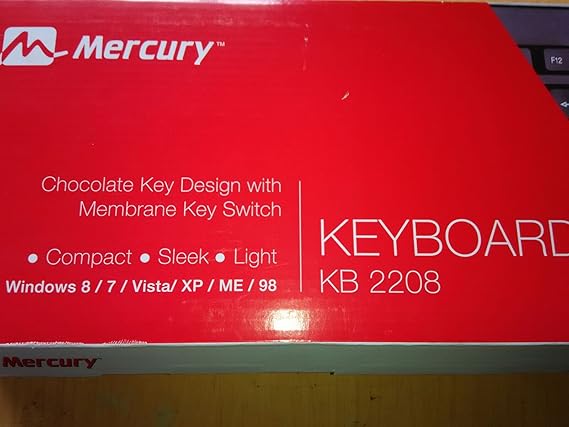 Mercury™
F12
Chocolate Key Design with
Membrane Key Switch
• Compact • Sleek • Light
Windows 8 / 7 / Vista/ XP / ME / 98
KEYBOARD
KB 2208
Mercury™